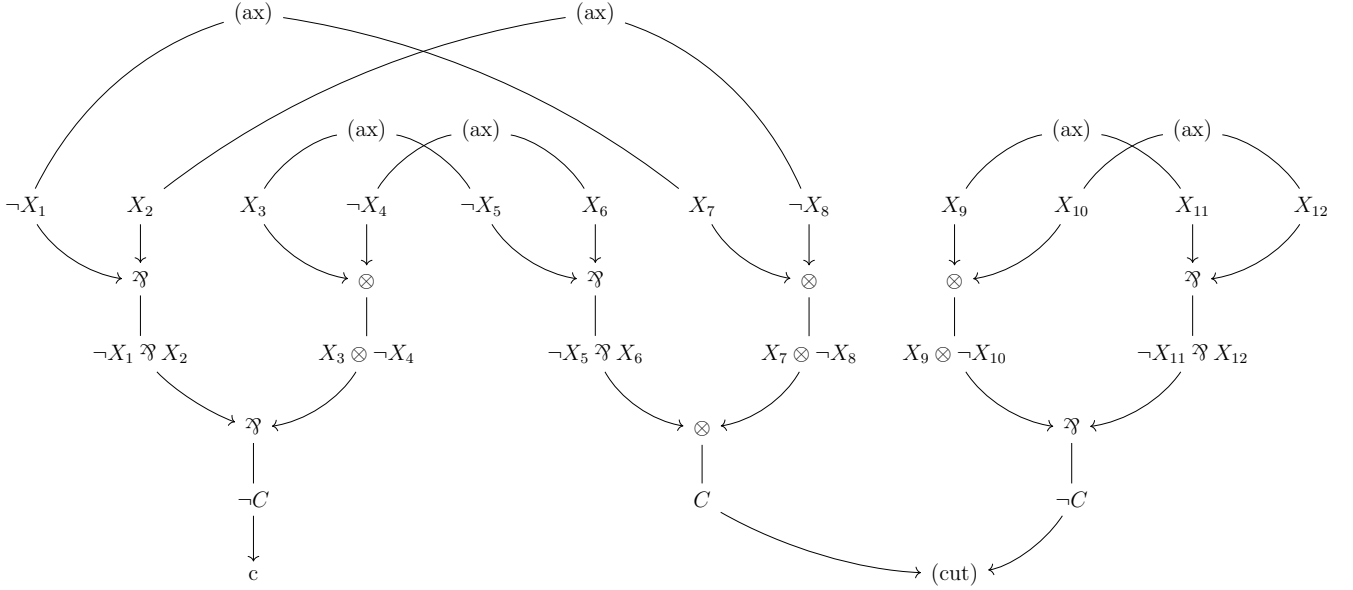 (ax) (ax)
(ax) (ax) (ax) (ax)
¬X₁ X₂ X₃ ¬X₄ ¬X₅ X₆ X₇ ¬X₈ X₉ X₁₀ X₁₁ X₁₂
⅋ ⊗ ⅋ ⊗ ⊗ ⅋
¬X₁ ⅋ X₂ X₃ ⊗ ¬X₄ ¬X₅ ⅋ X₆ X₇ ⊗ ¬X₈ X₉ ⊗ ¬X₁₀ ¬X₁₁ ⅋ X₁₂
⅋ ⊗ ⅋
¬C C ¬C
c (cut)